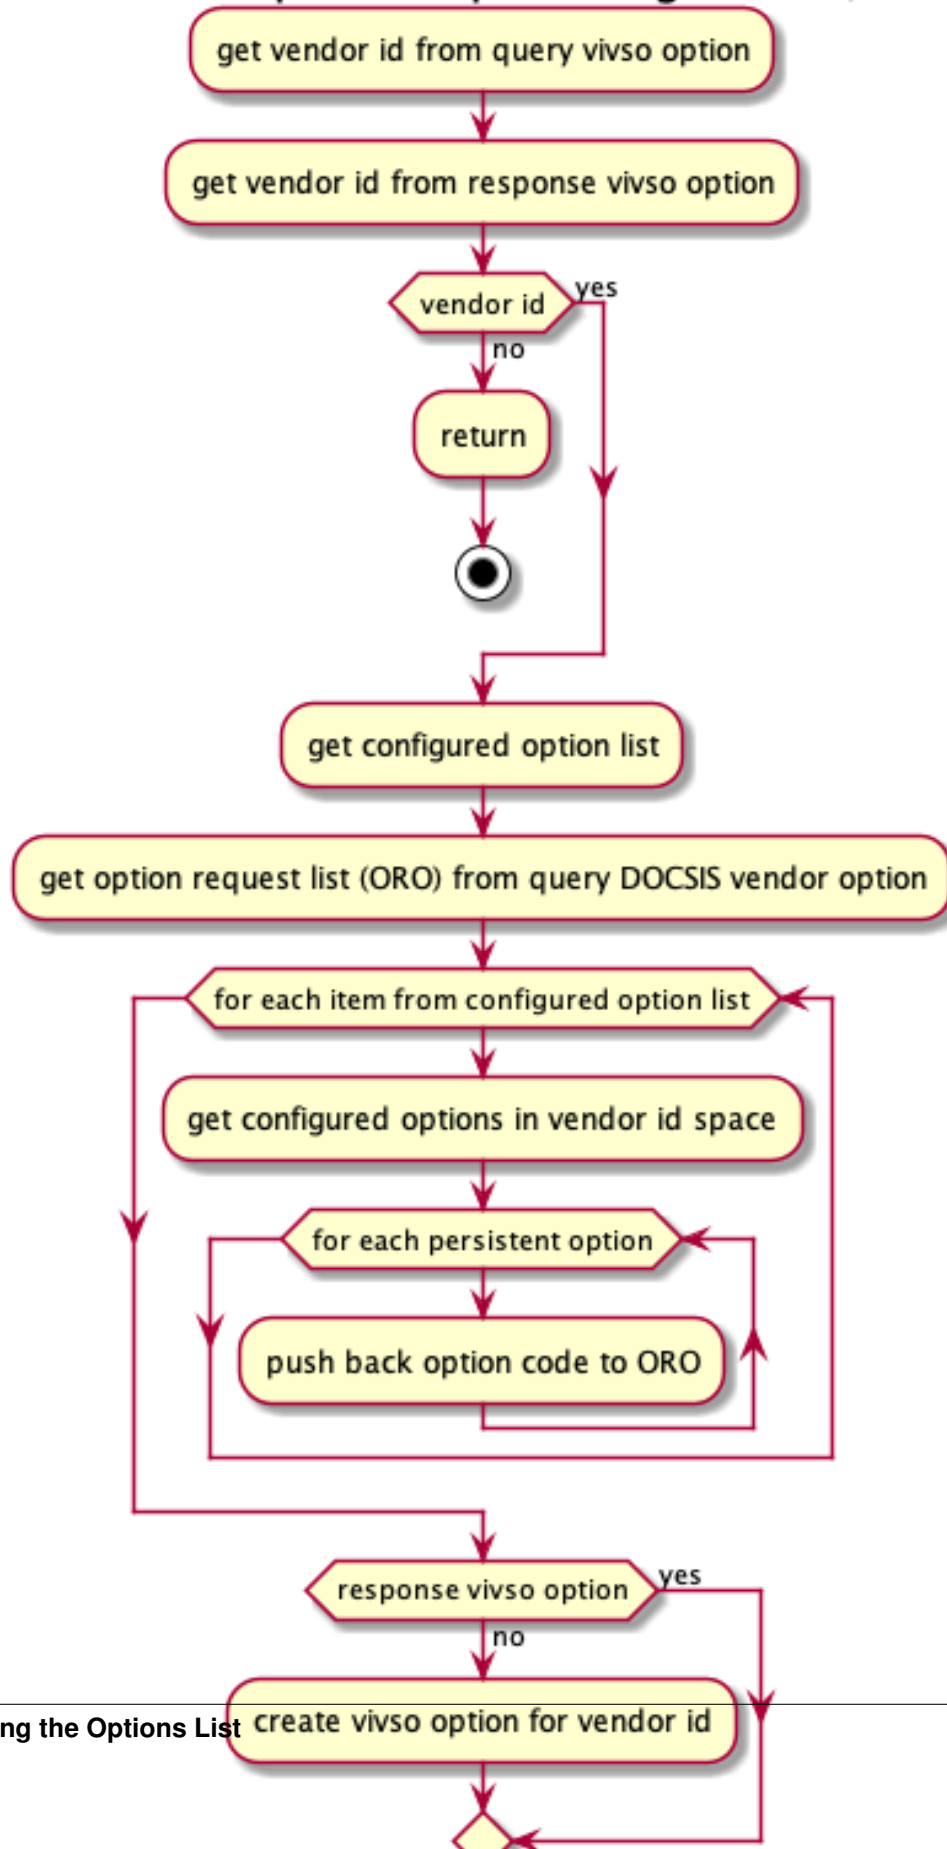 get vendor id from query vivso option
get vendor id from response vivso option
vendor id
yes
no
return
get configured option list
get option request list (ORO) from query DOCSIS vendor option
for each item from configured option list
get configured options in vendor id space
for each persistent option
push back option code to ORO
response vivso option
yes
no
create vivso option for vendor id
ng the Options List